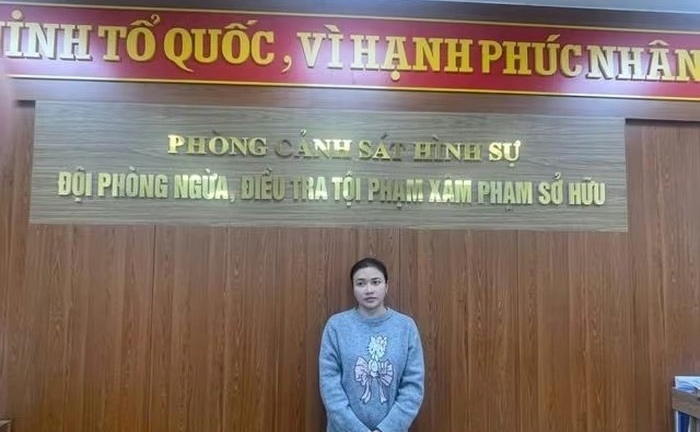 NINH TỔ QUỐC, VÌ HẠNH PHÚC NHÂN
PHÒNG CẢNH SÁT HÌNH SỰ
ĐỘI PHÒNG NGỪA, ĐIỀU TRA TỘI PHẠM XÂM PHẠM SỞ HỮU